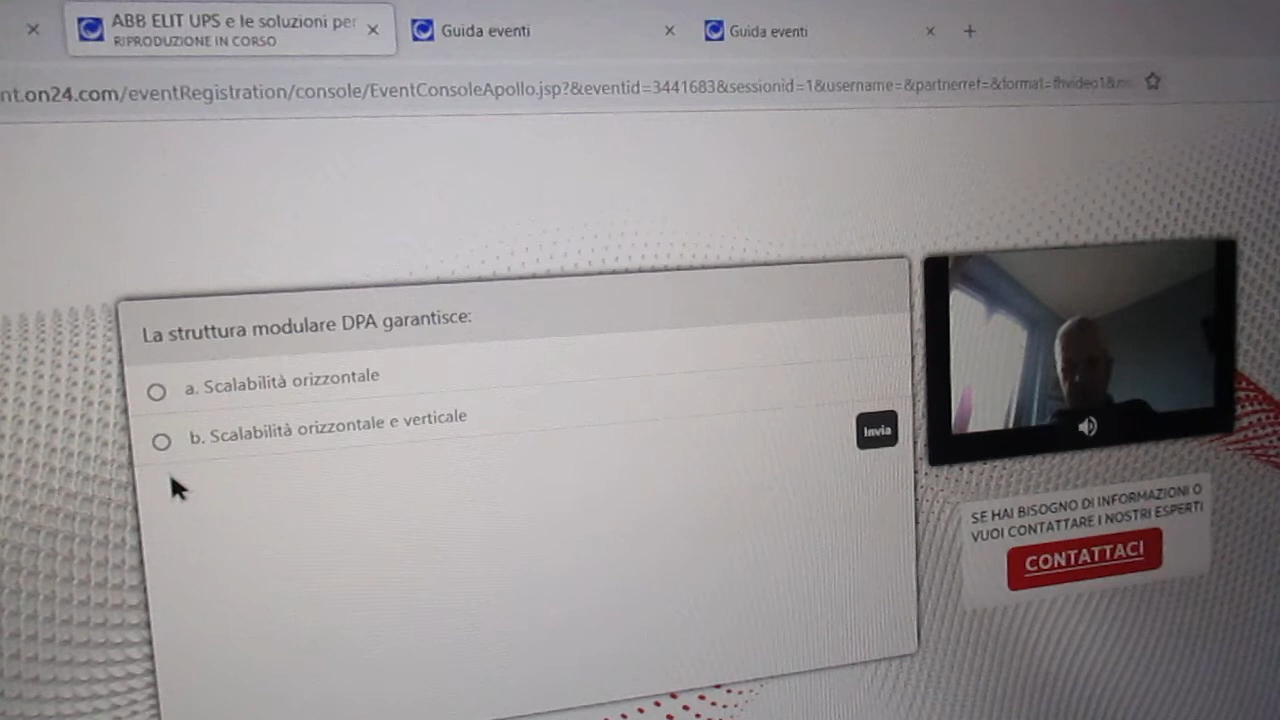 ABB ELIT UPS e le soluzioni per
RIPRODUZIONE IN CORSO
Guida eventi
Guida eventi
nt.on24.com/eventRegistration/console/EventConsoleApollo.jsp?&eventid=3441683&sessionid=1&username=&partnerref=&format=fhvideo1&m
La struttura modulare DPA garantisce:
a. Scalabilità orizzontale
b. Scalabilità orizzontale e verticale
Invia
SE HAI BISOGNO DI INFORMAZIONI O
VUOI CONTATTARE I NOSTRI ESPERTI
CONTATTACI